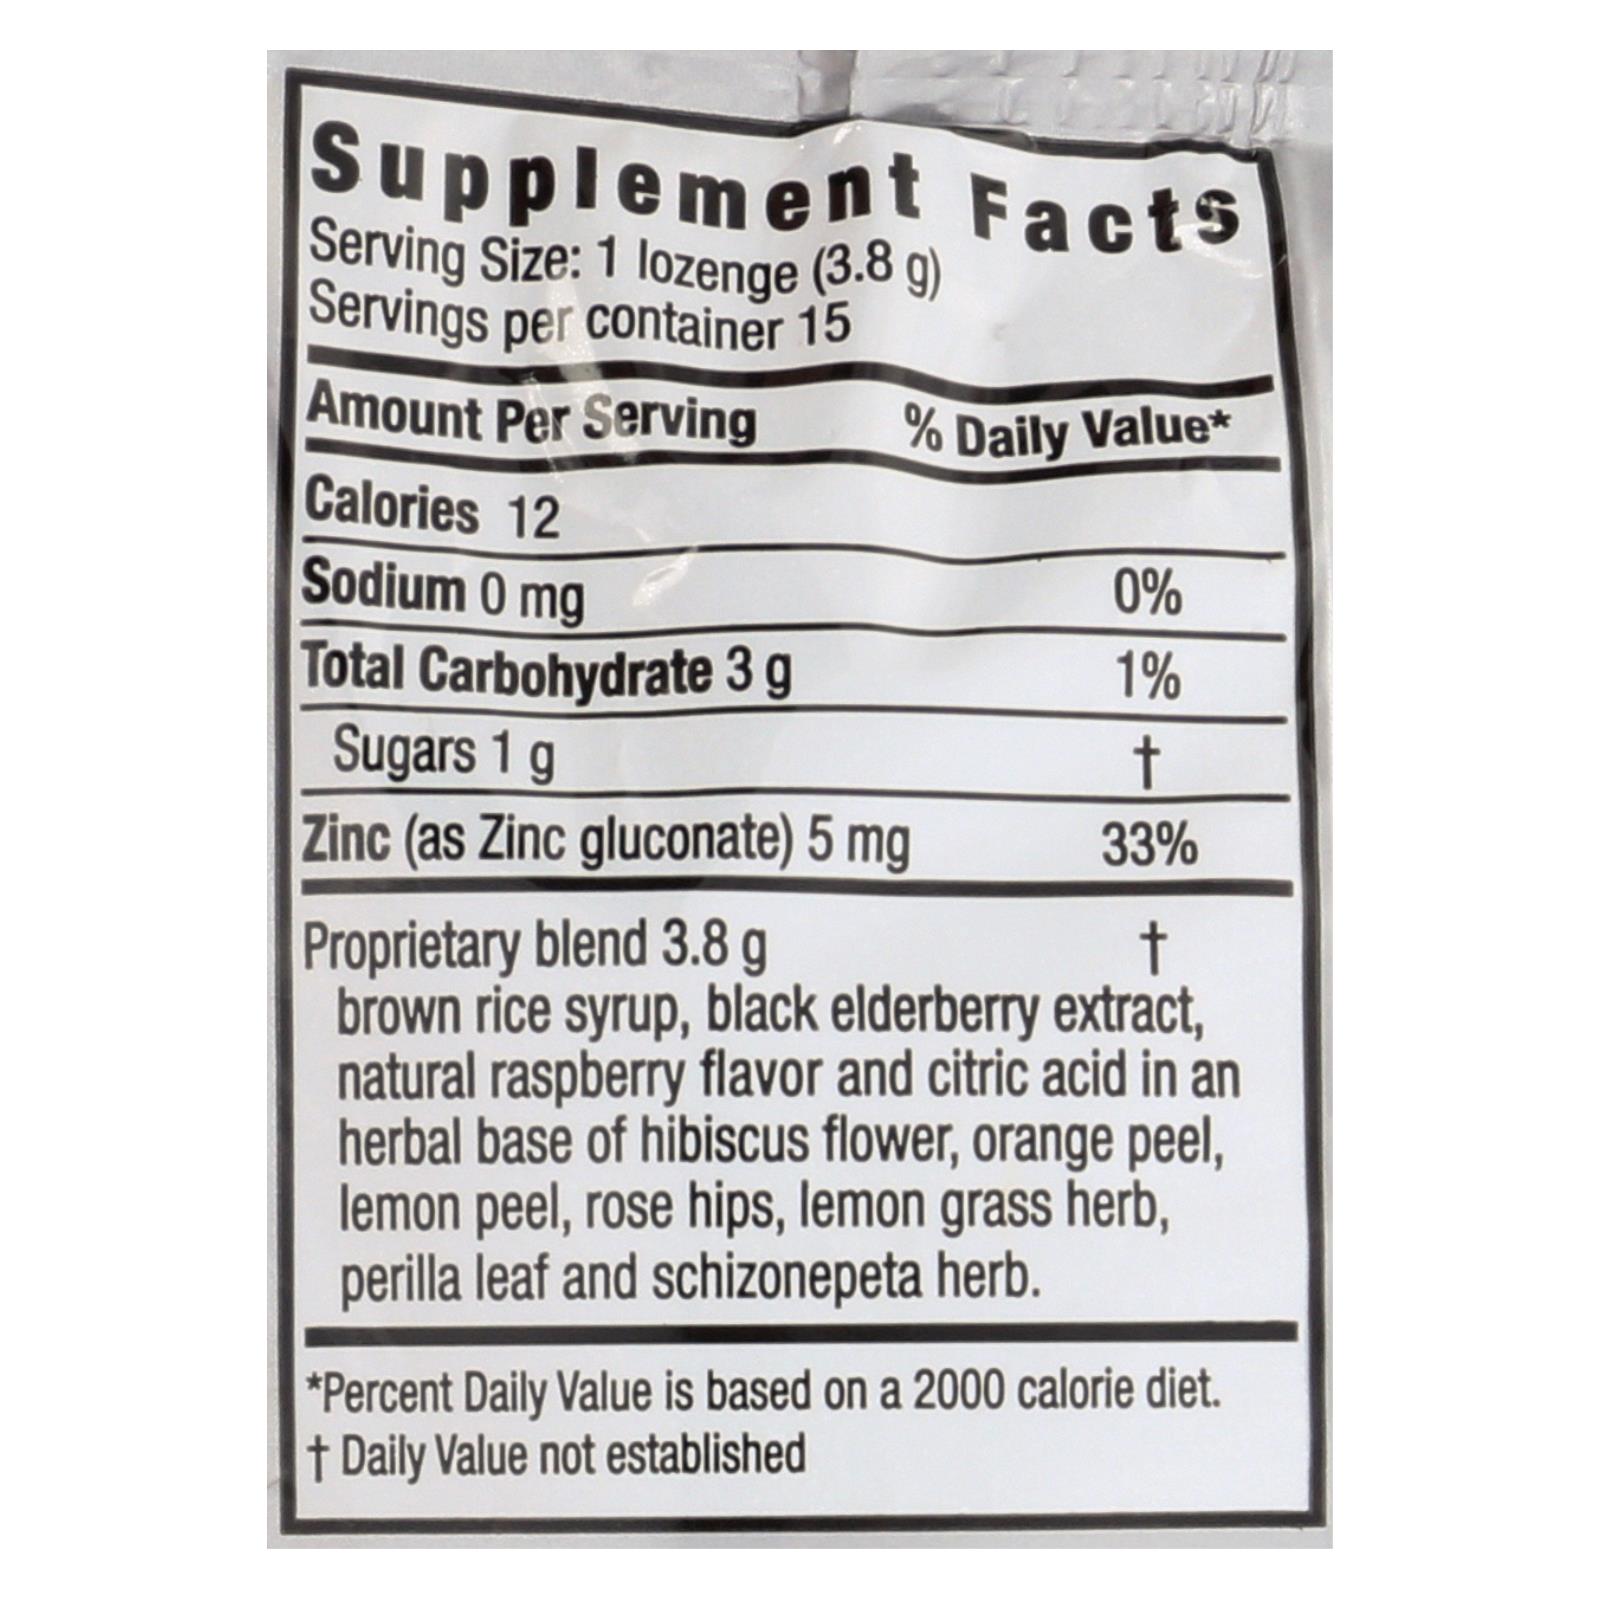 Supplement Facts
Serving Size: 1 lozenge (3.8 g)
Servings per container 15
Amount Per Serving % Daily Value*
Calories 12
Sodium 0 mg 0%
Total Carbohydrate 3 g 1%
Sugars 1 g †
Zinc (as Zinc gluconate) 5 mg 33%
Proprietary blend 3.8 g †
brown rice syrup, black elderberry extract,
natural raspberry flavor and citric acid in an
herbal base of hibiscus flower, orange peel,
lemon peel, rose hips, lemon grass herb,
perilla leaf and schizonepeta herb.
*Percent Daily Value is based on a 2000 calorie diet.
† Daily Value not established